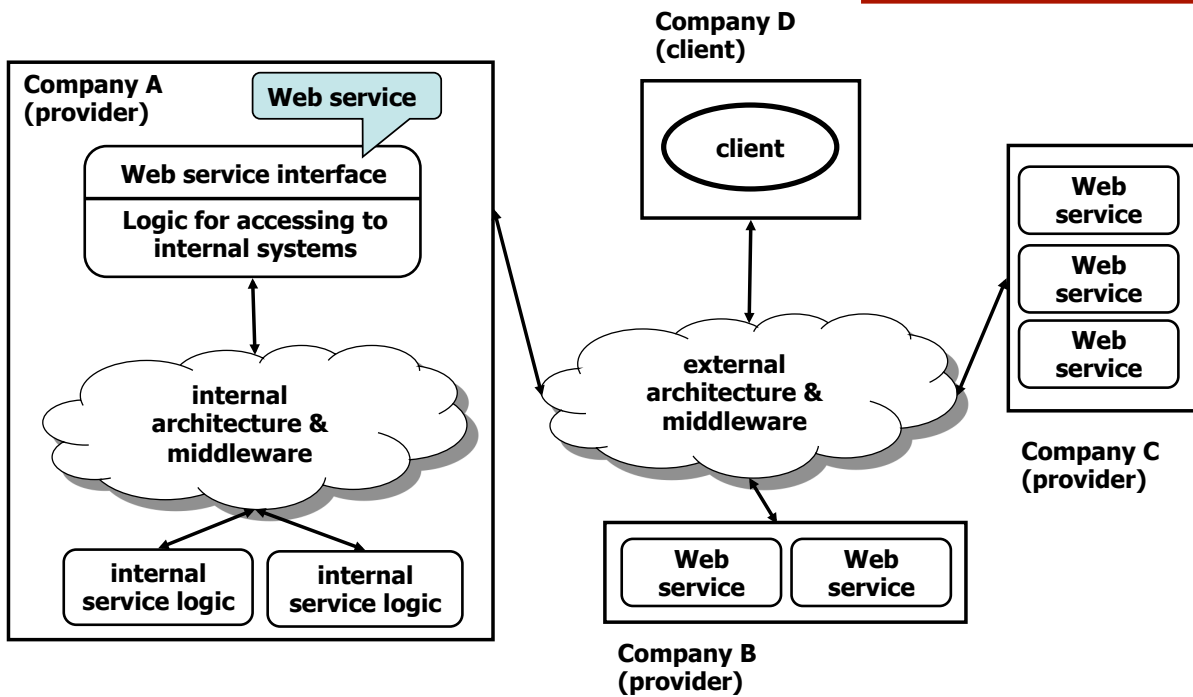 Company A
(provider)
Web service
Web service interface
Logic for accessing to
internal systems
internal
architecture &
middleware
internal
service logic
internal
service logic
Company D
(client)
client
external
architecture &
middleware
Web
service
Web
service
Company B
(provider)
Web
service
Web
service
Web
service
Company C
(provider)